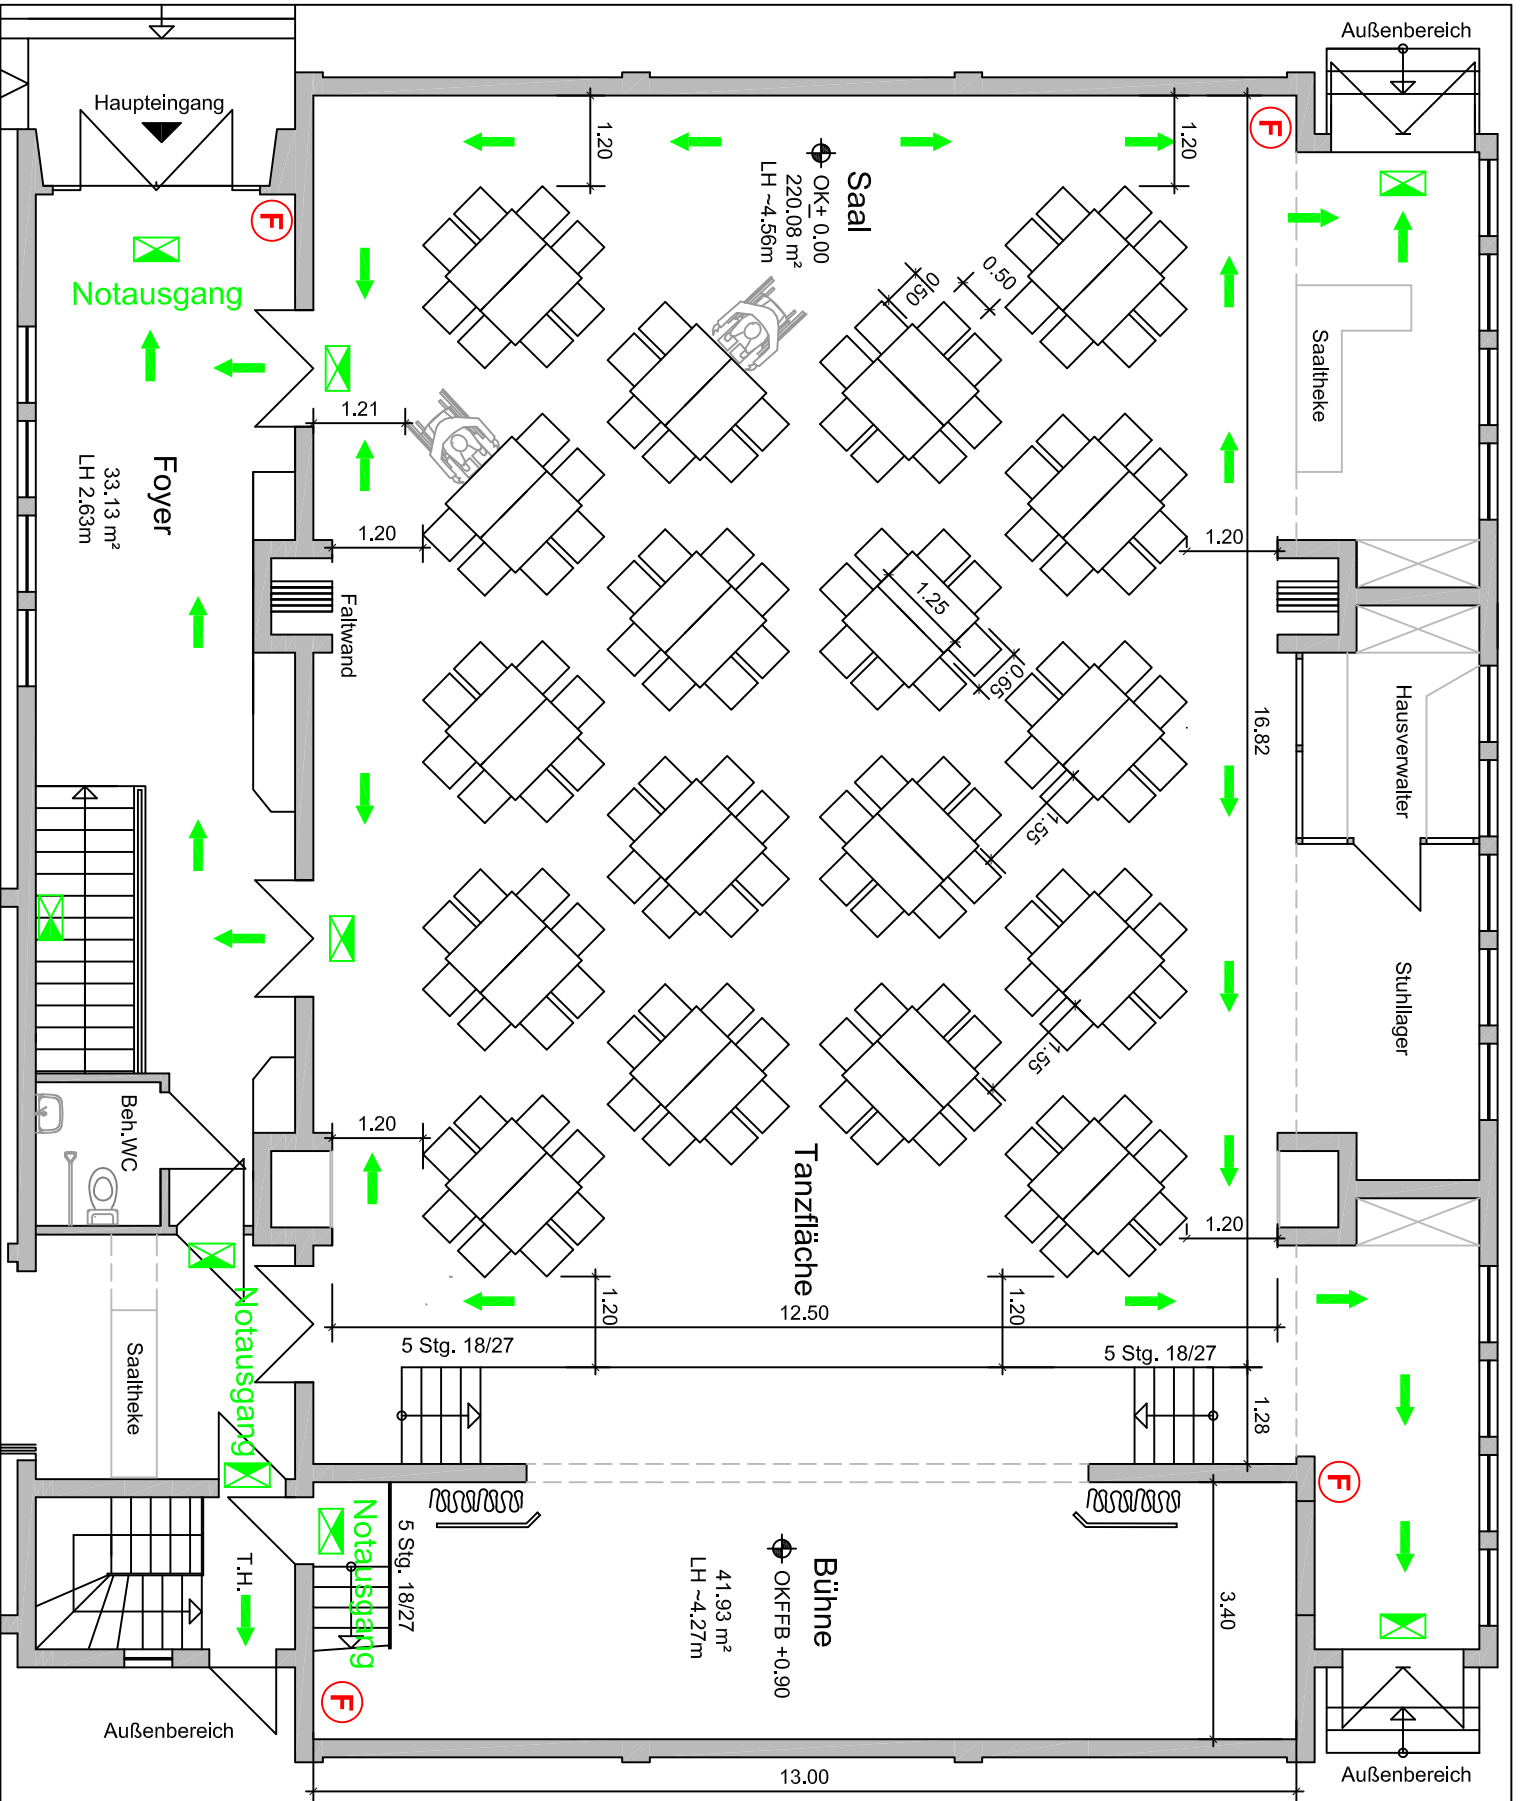 Außenbereich
Haupteingang
F
F
1.20
1.20
Saal
OK± 0.00
220.08 m²
LH ~4.56m
Notausgang
0.50
0.50
Saaltheke
1.21
Foyer
33.13 m²
LH 2.63m
1.20
1.20
Faltwand
1.25
0.65
16.82
Hausverwalter
1.55
Stuhllager
1.55
Beh.WC
1.20
Tanzfläche
1.20
1.20
1.20
12.50
Notausgang
Saaltheke
5 Stg. 18/27
5 Stg. 18/27
1.28
F
Notausgang
5 Stg. 18/27
T.H.
Bühne
OKFFB +0.90
41.93 m²
LH ~4.27m
3.40
F
Außenbereich
13.00
Außenbereich